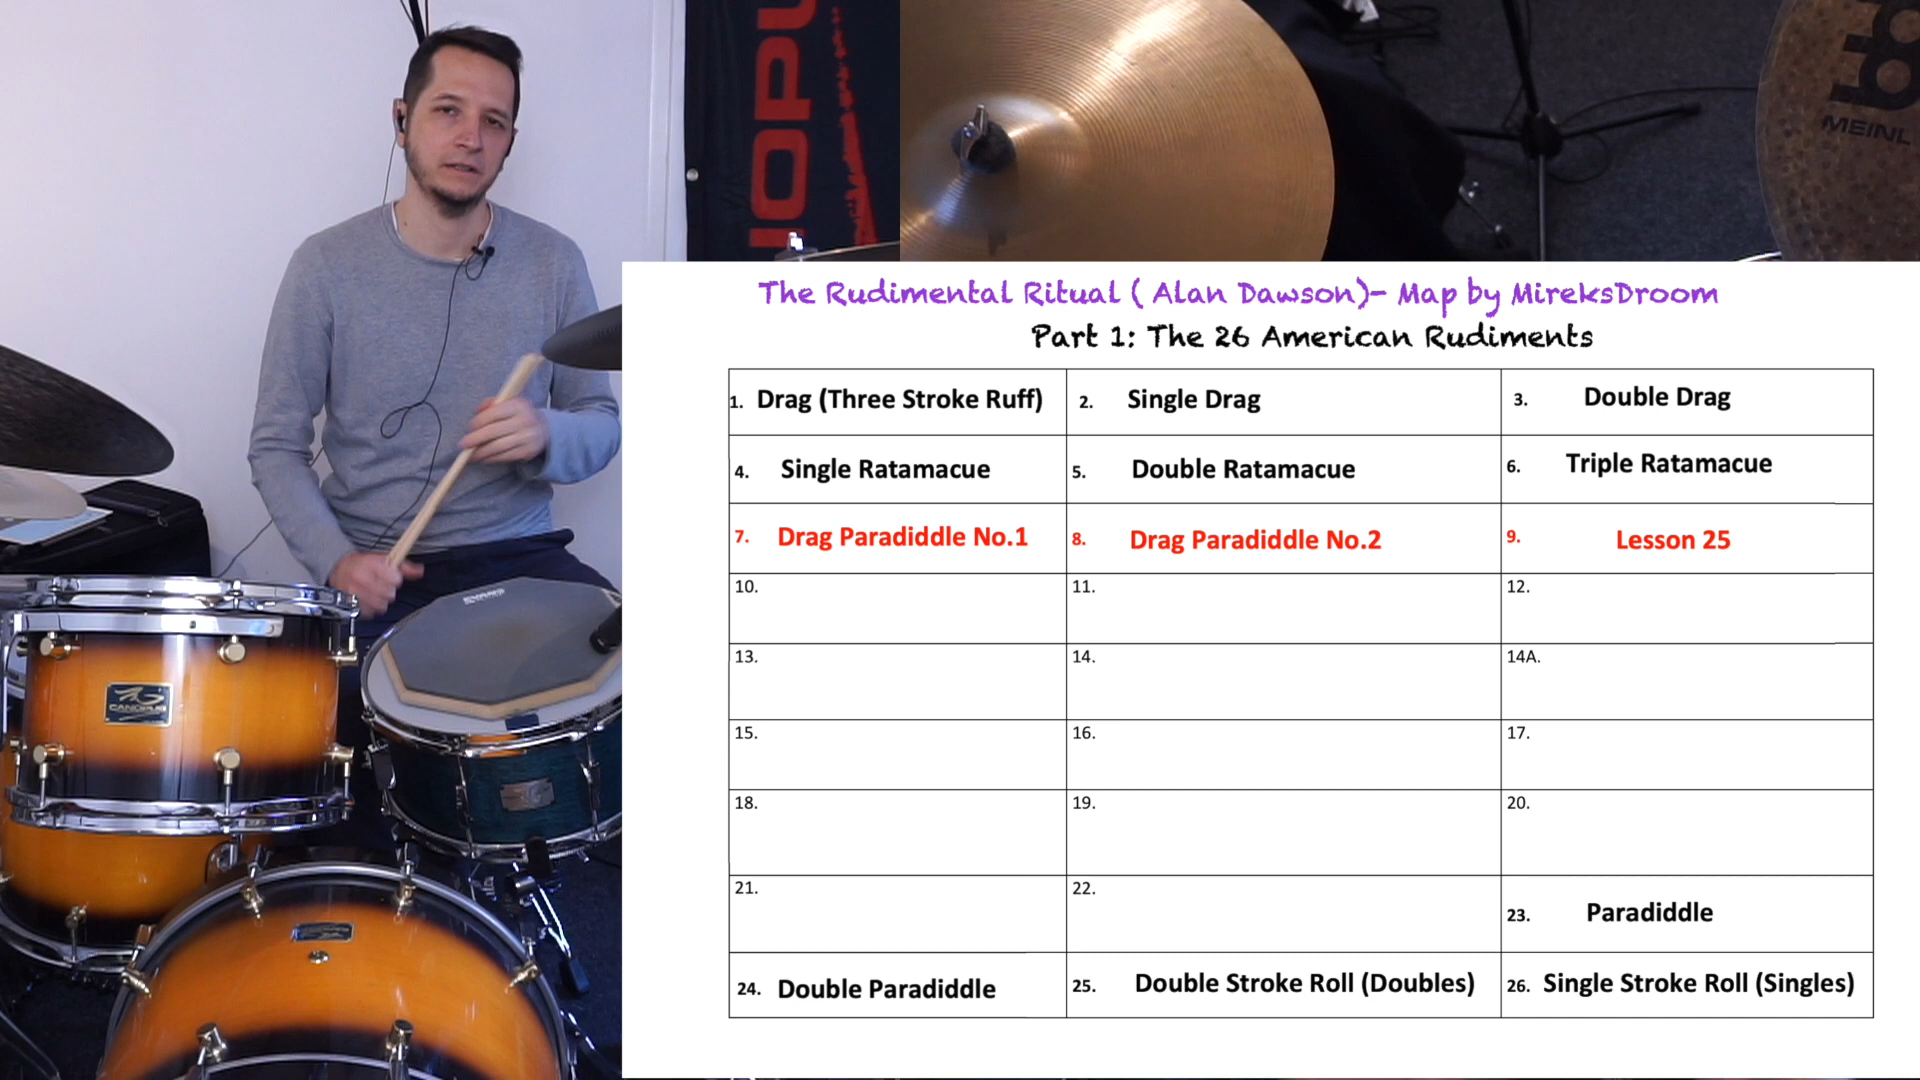 IOPU
MEINL
The Rudimental Ritual ( Alan Dawson)- Map by MireksDroom
Part 1: The 26 American Rudiments
1. Drag (Three Stroke Ruff)
2. Single Drag
3. Double Drag
4. Single Ratamacue
5. Double Ratamacue
6. Triple Ratamacue
7. Drag Paradiddle No.1
8. Drag Paradiddle No.2
9. Lesson 25
10.
11.
12.
13.
14.
14A.
15.
16.
17.
18.
19.
20.
21.
22.
23. Paradiddle
24. Double Paradiddle
25. Double Stroke Roll (Doubles)
26. Single Stroke Roll (Singles)
EVANS
CANOPUS